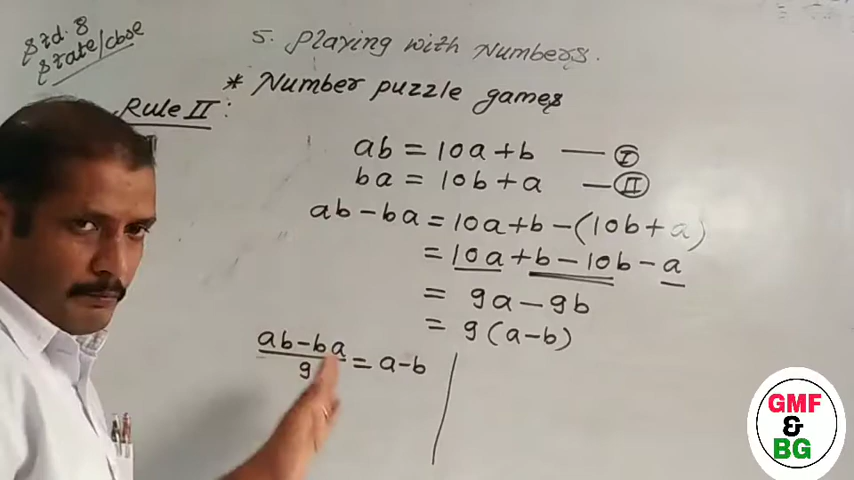 Std. 8
State/cbse
5. Playing with Numbers.
* Number puzzle games
Rule II :
ab = 10a + b — I
ba = 10b + a — II
ab - ba = 10a + b - (10b + a)
= 10a + b - 10b - a
= 9a - 9b
= 9(a-b)
ab-ba/9 = a-b
GMF
&
BG